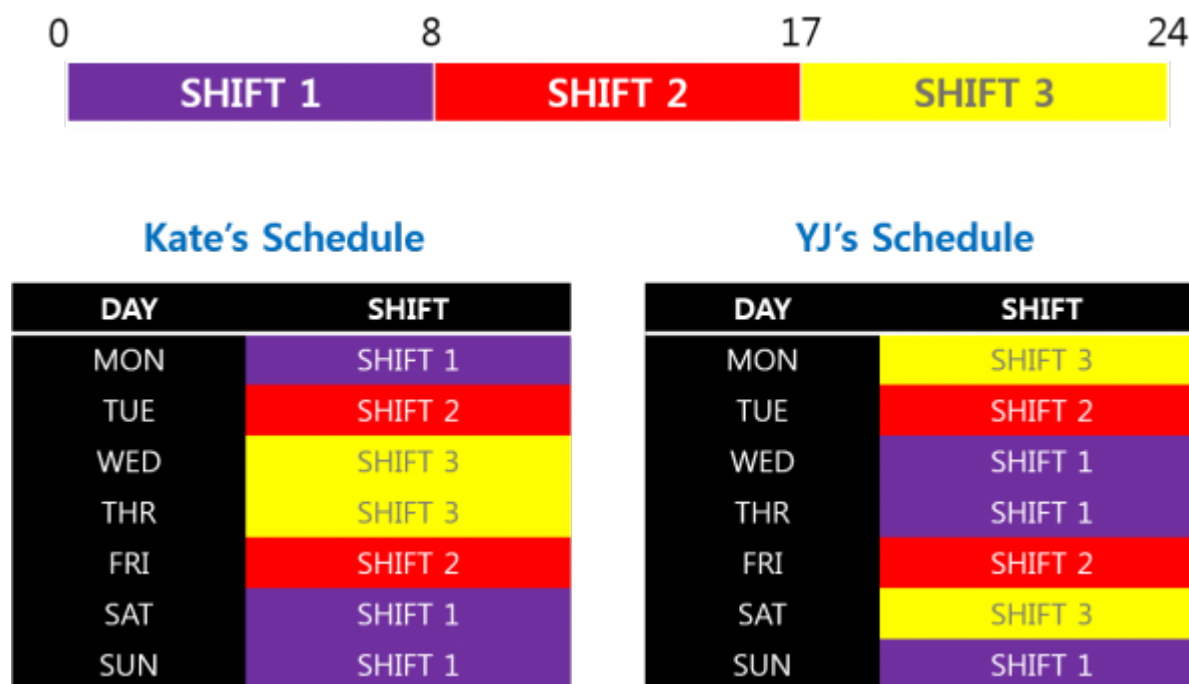 0 8 17 24
SHIFT 1 SHIFT 2 SHIFT 3
Kate's Schedule
DAY SHIFT
MON SHIFT 1
TUE SHIFT 2
WED SHIFT 3
THR SHIFT 3
FRI SHIFT 2
SAT SHIFT 1
SUN SHIFT 1
YJ's Schedule
DAY SHIFT
MON SHIFT 3
TUE SHIFT 2
WED SHIFT 1
THR SHIFT 1
FRI SHIFT 2
SAT SHIFT 3
SUN SHIFT 1